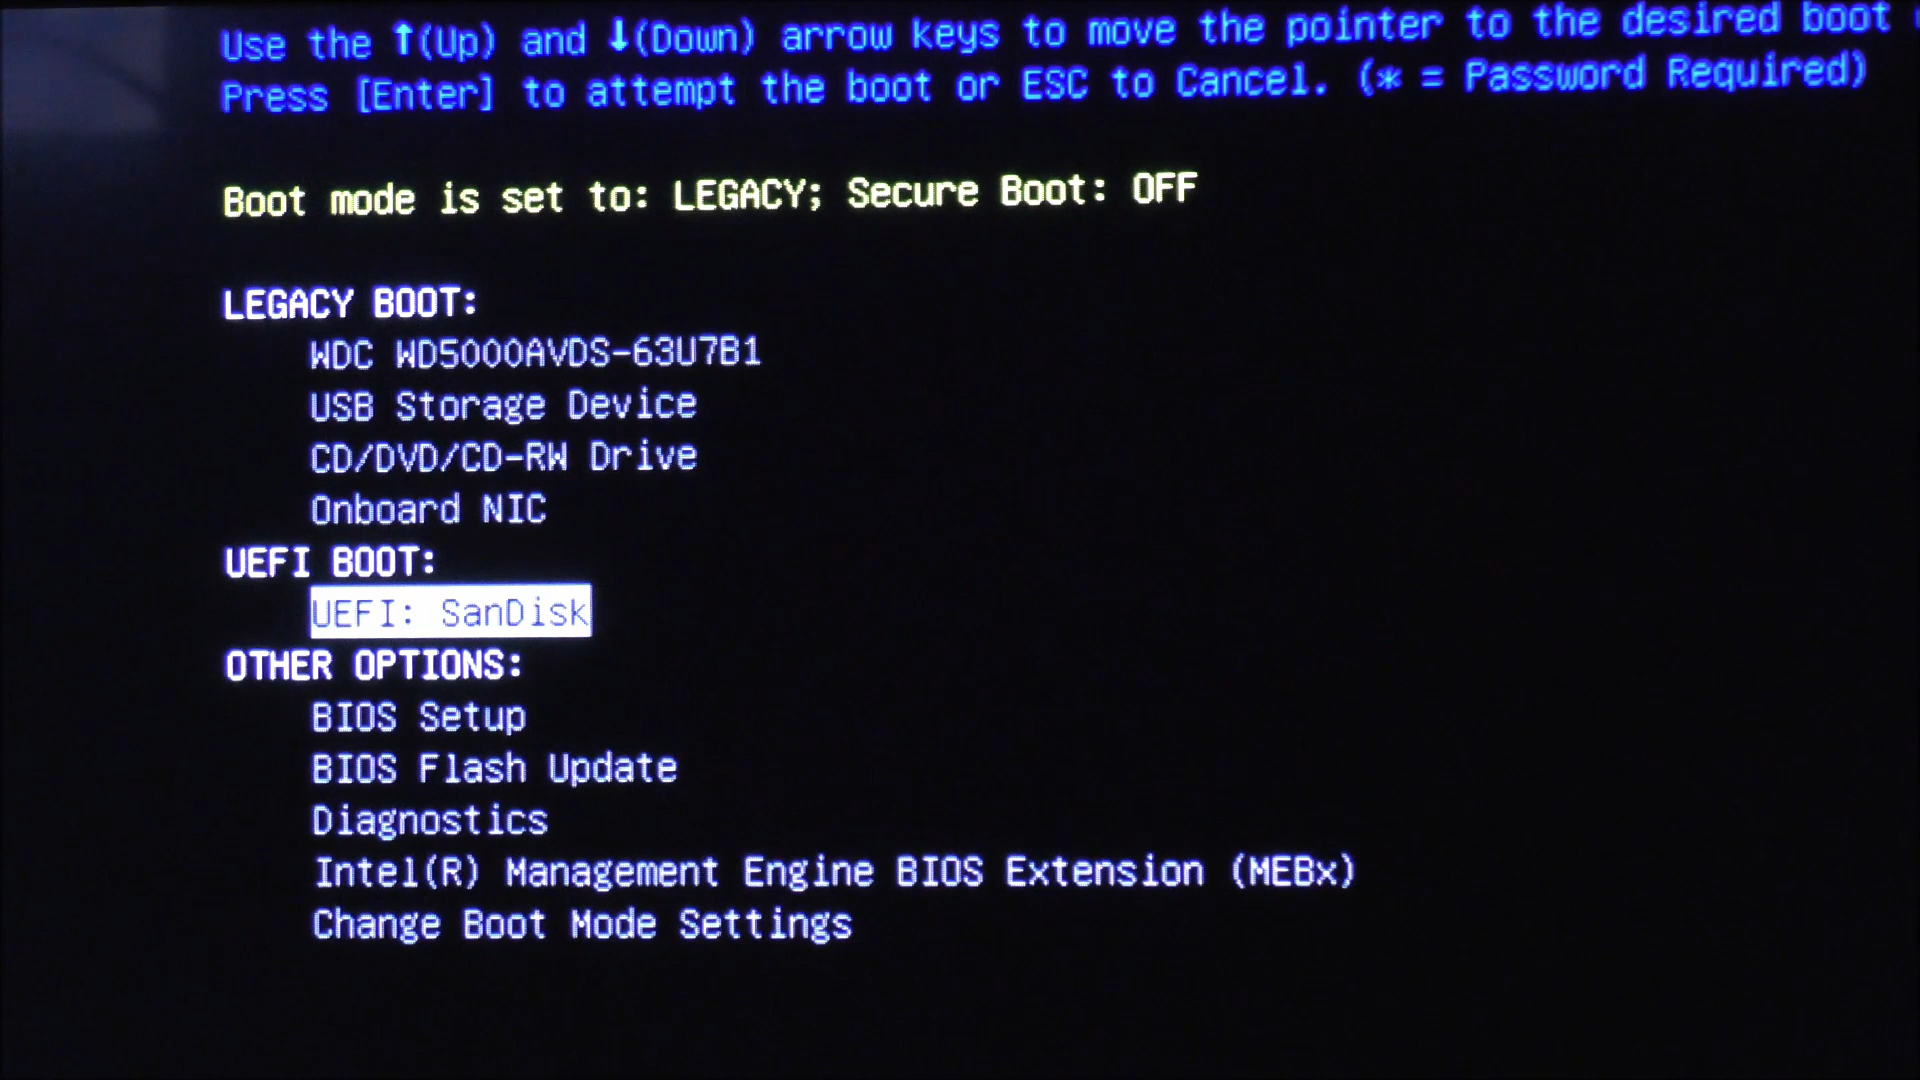 Use the ↑(Up) and ↓(Down) arrow keys to move the pointer to the desired boot
Press [Enter] to attempt the boot or ESC to Cancel. (* = Password Required)
Boot mode is set to: LEGACY; Secure Boot: OFF
LEGACY BOOT:
WDC WD5000AVDS-63U7B1
USB Storage Device
CD/DVD/CD-RW Drive
Onboard NIC
UEFI BOOT:
UEFI: SanDisk
OTHER OPTIONS:
BIOS Setup
BIOS Flash Update
Diagnostics
Intel(R) Management Engine BIOS Extension (MEBx)
Change Boot Mode Settings